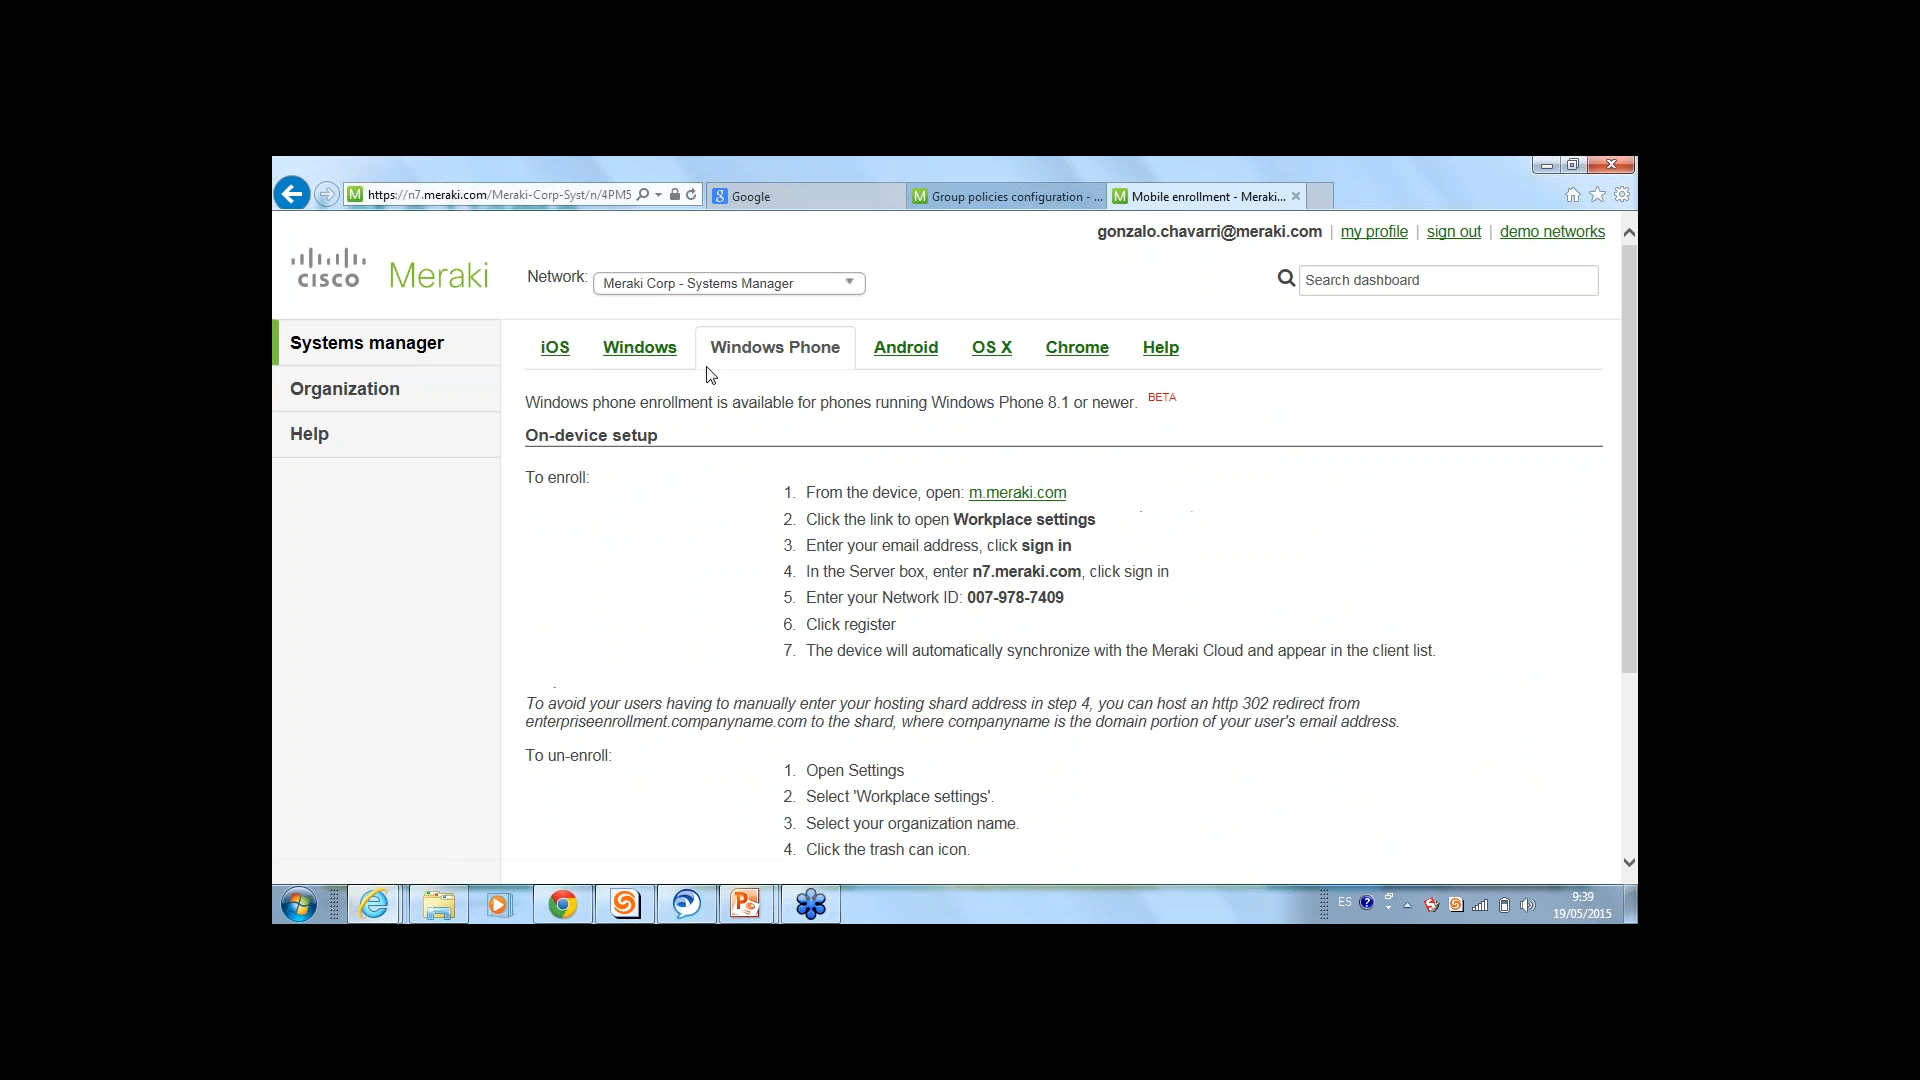 https://n7.meraki.com/Meraki-Corp-Syst/n/4PM5
Google
Group policies configuration - ...
Mobile enrollment - Meraki...
gonzalo.chavarri@meraki.com | my profile | sign out | demo networks
cisco Meraki
Network: Meraki Corp - Systems Manager
Search dashboard
Systems manager
Organization
Help
iOS Windows Windows Phone Android OS X Chrome Help
Windows phone enrollment is available for phones running Windows Phone 8.1 or newer. BETA
On-device setup
To enroll:
1. From the device, open: m.meraki.com
2. Click the link to open Workplace settings
3. Enter your email address, click sign in
4. In the Server box, enter n7.meraki.com, click sign in
5. Enter your Network ID: 007-978-7409
6. Click register
7. The device will automatically synchronize with the Meraki Cloud and appear in the client list.
To avoid your users having to manually enter your hosting shard address in step 4, you can host an http 302 redirect from
enterpriseenrollment.companyname.com to the shard, where companyname is the domain portion of your user's email address.
To un-enroll:
1. Open Settings
2. Select 'Workplace settings'.
3. Select your organization name.
4. Click the trash can icon.
ES
9:39
19/05/2015